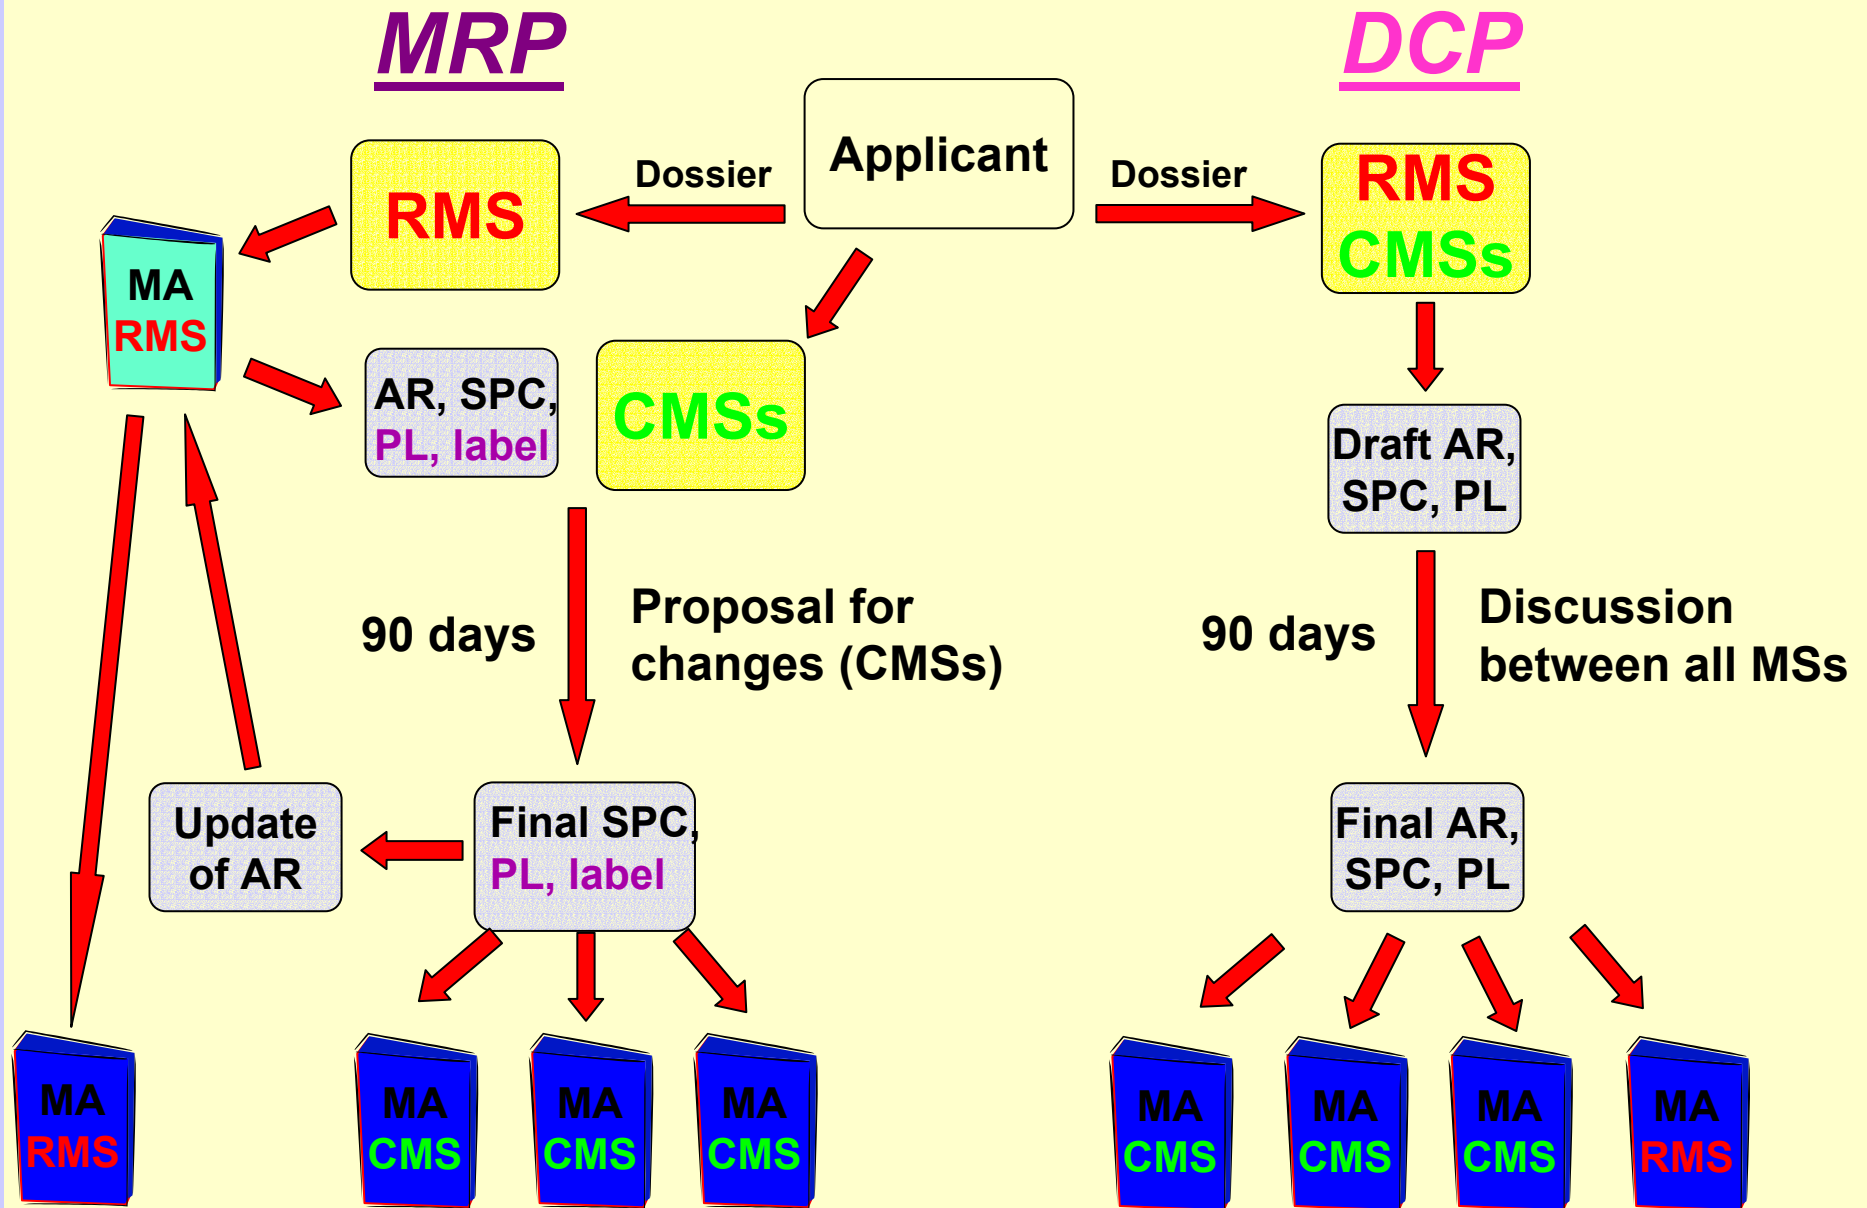 MRP
DCP
Applicant
Dossier
Dossier
RMS
RMS
CMSs
MA
RMS
AR, SPC,
PL, label
CMSs
Draft AR,
SPC, PL
90 days
Proposal for
changes (CMSs)
90 days
Discussion
between all MSs
Update
of AR
Final SPC,
PL, label
Final AR,
SPC, PL
MA
RMS
MA
CMS
MA
CMS
MA
CMS
MA
CMS
MA
CMS
MA
CMS
MA
RMS